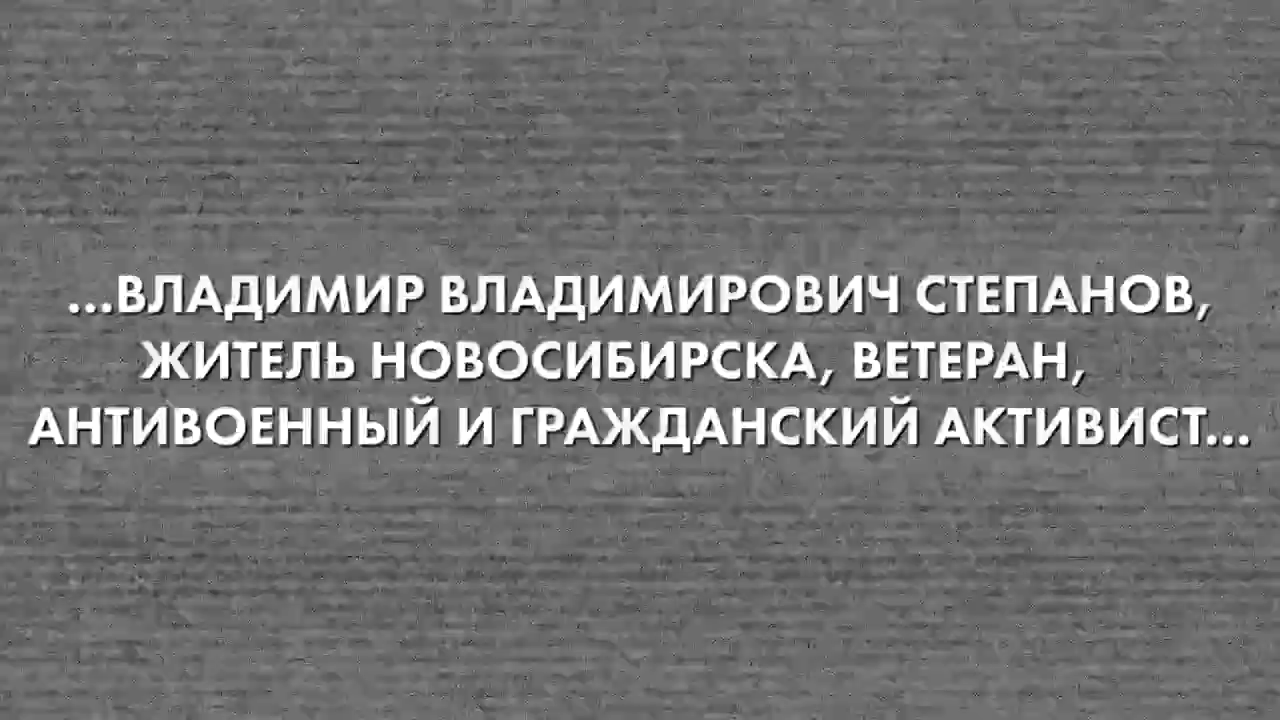 ...ВЛАДИМИР ВЛАДИМИРОВИЧ СТЕПАНОВ,
ЖИТЕЛЬ НОВОСИБИРСКА, ВЕТЕРАН,
АНТИВОЕННЫЙ И ГРАЖДАНСКИЙ АКТИВИСТ...